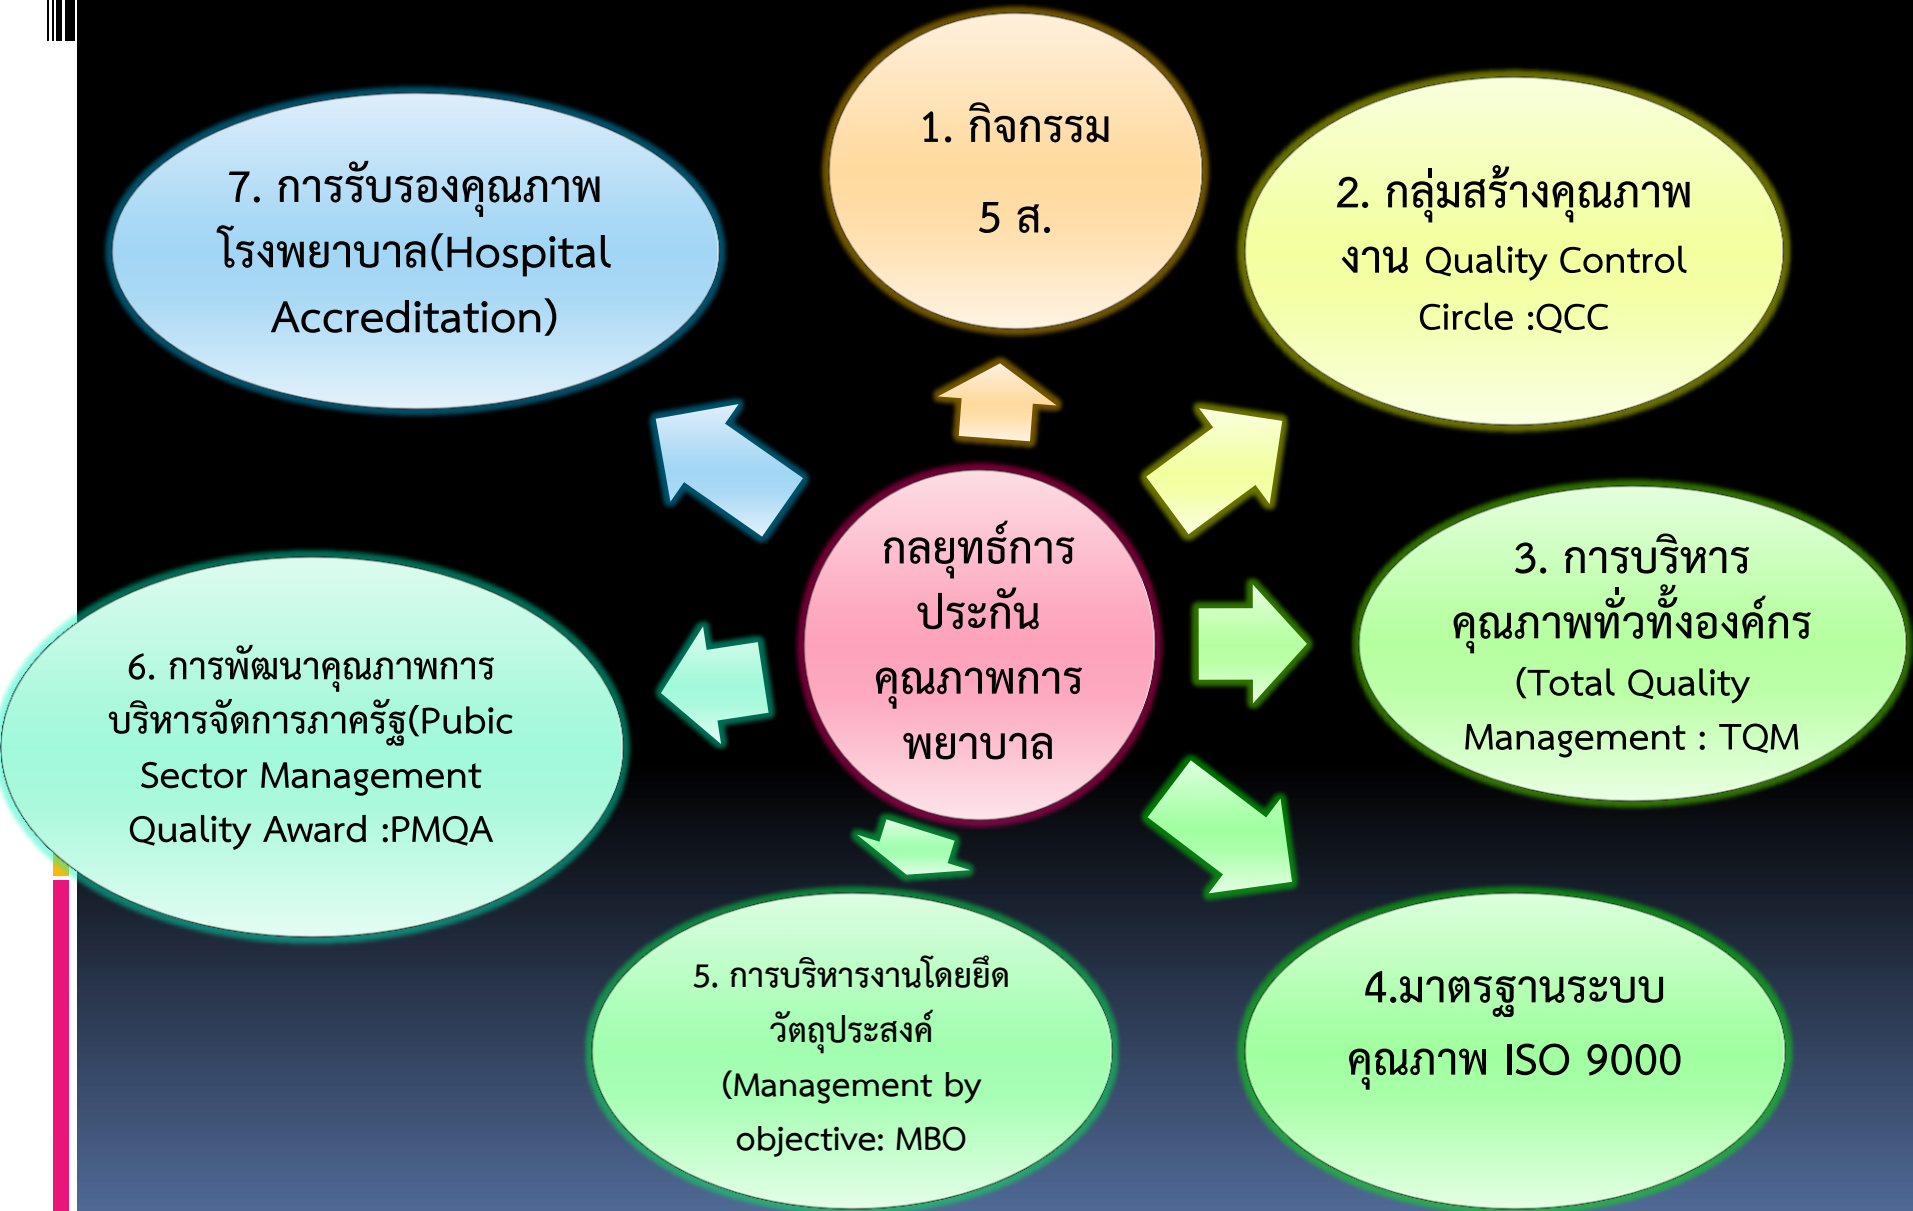 1. กิจกรรม
5 ส.
2. กลุ่มสร้างคุณภาพ
งาน Quality Control
Circle :QCC
3. การบริหาร
คุณภาพทั่วทั้งองค์กร
(Total Quality
Management : TQM
4.มาตรฐานระบบ
คุณภาพ ISO 9000
5. การบริหารงานโดยยึด
วัตถุประสงค์
(Management by
objective: MBO
6. การพัฒนาคุณภาพการ
บริหารจัดการภาครัฐ(Pubic
Sector Management
Quality Award :PMQA
7. การรับรองคุณภาพ
โรงพยาบาล(Hospital
Accreditation)
กลยุทธ์การ
ประกัน
คุณภาพการ
พยาบาล